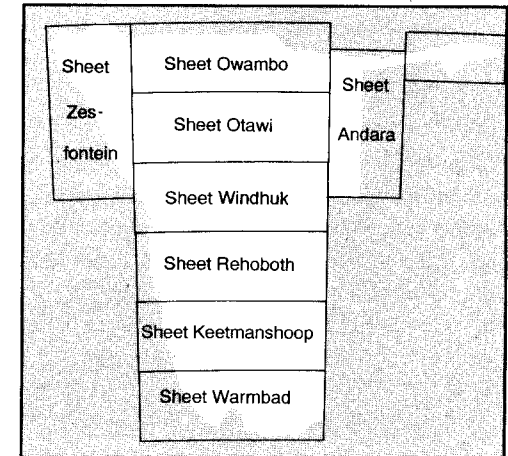 Sheet
Zes-
fontein
Sheet Owambo
Sheet Otawi
Sheet Windhuk
Sheet Rehoboth
Sheet Keetmanshoop
Sheet Warmbad
Sheet
Andara